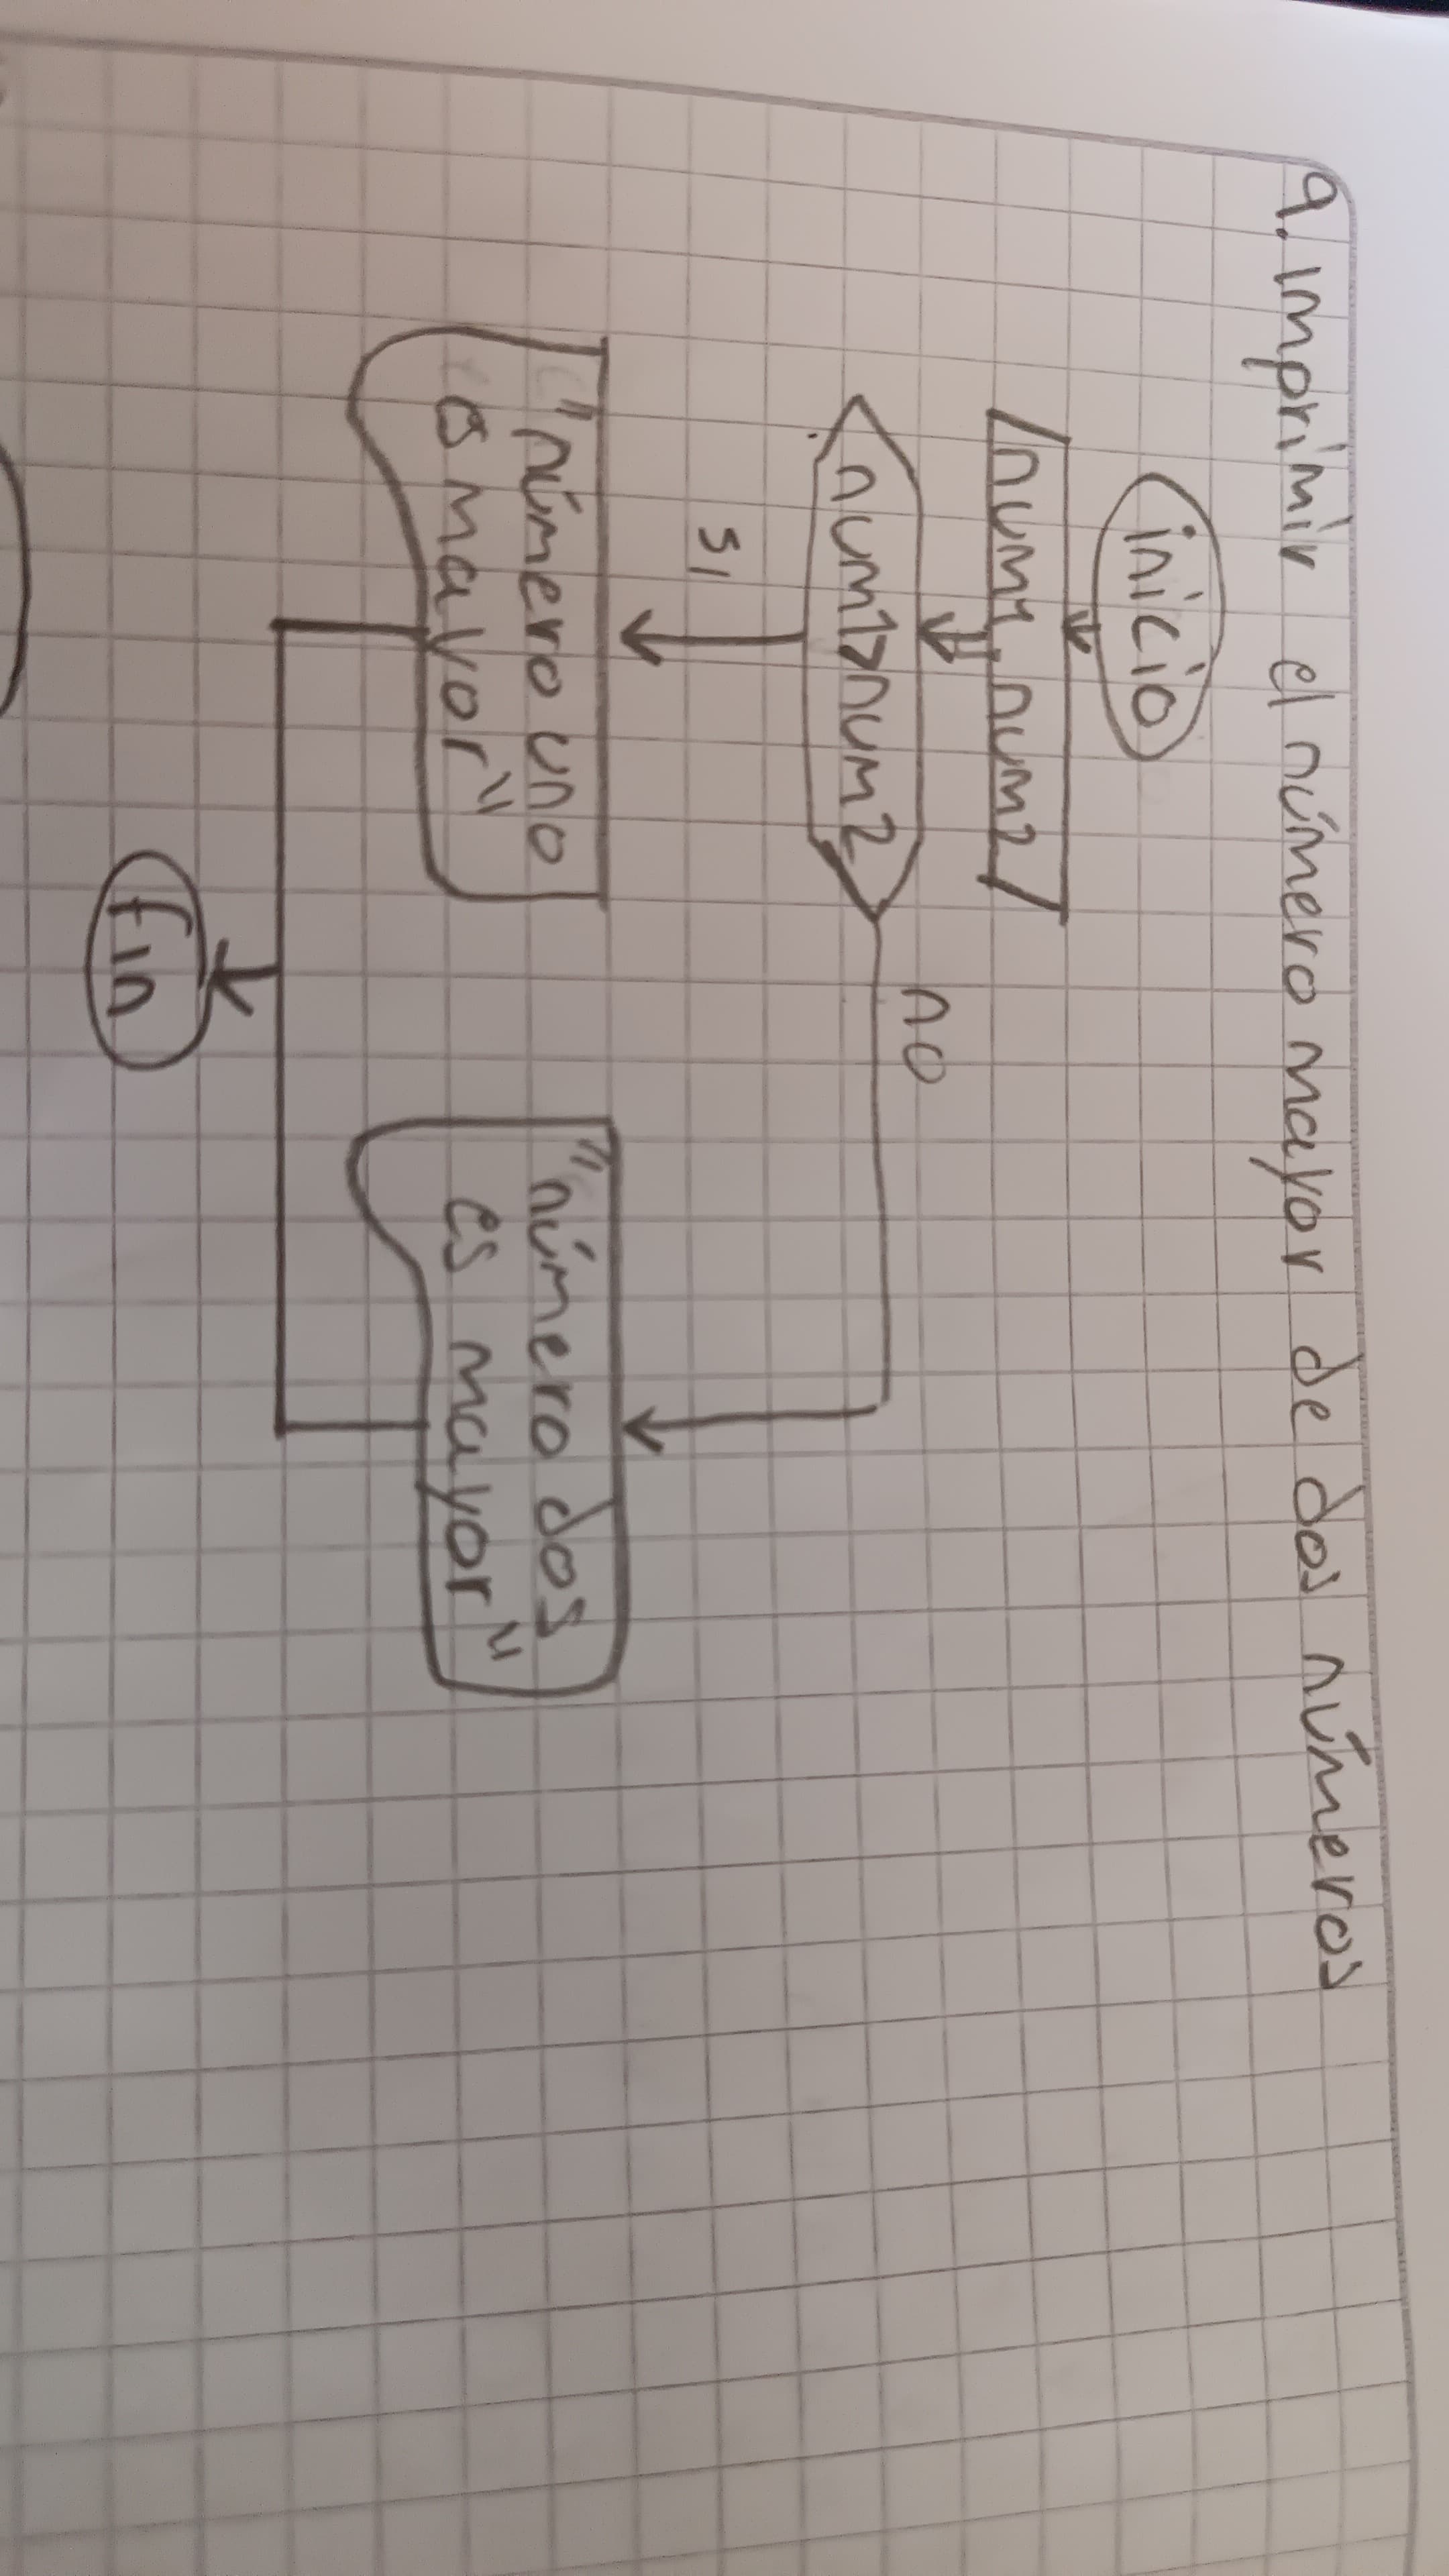 9. Imprimir el número mayor de dos números
inicio
num1, num2
num1>num2
no
si
"número uno
es mayor"
"número dos
es mayor"
fin